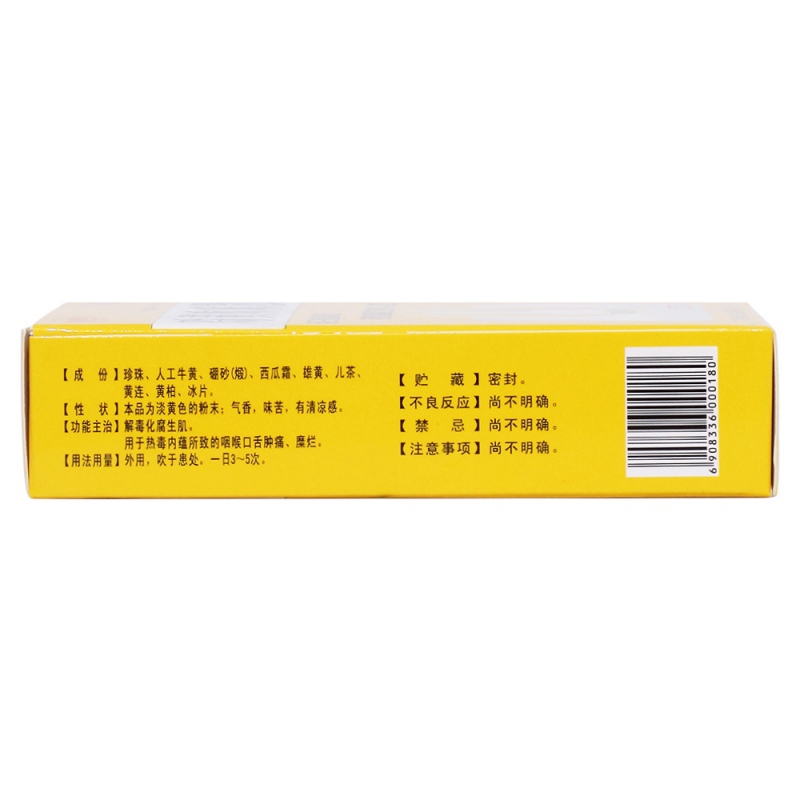 【成份】珍珠、人工牛黄、硼砂(煅)、西瓜霜、雄黄、儿茶、
黄连、黄柏、冰片。
【性状】本品为淡黄色的粉末；气香，味苦，有清凉感。
【功能主治】解毒化腐生肌。
用于热毒内蕴所致的咽喉口舌肿痛、糜烂。
【用法用量】外用，吹于患处。一日3～5次。
【贮藏】密封。
【不良反应】尚不明确。
【禁忌】尚不明确。
【注意事项】尚不明确。
6908336000180